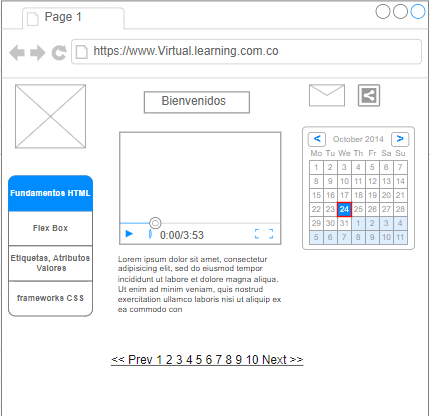 Page 1
https://www.Virtual.learning.com.co
Bienvenidos
Fundamentos HTML
Flex Box
Etiquetas, Atributos
Valores
frameworks CSS
0:00/3:53
Lorem ipsum dolor sit amet, consectetur
adipisicing elit, sed do eiusmod tempor
incididunt ut labore et dolore magna aliqua.
Ut enim ad minim veniam, quis nostrud
exercitation ullamco laboris nisi ut aliquip ex
ea commodo con
< October 2014 >
Mo Tu We Th Fr Sa Su
1 2 3 4 5 6 7
8 9 10 11 12 13 14
15 16 17 18 19 20 21
22 23 24 25 26 27 28
29 30 31 1 2 3 4
5 6 7 8 9 10 11
<< Prev 1 2 3 4 5 6 7 8 9 10 Next >>